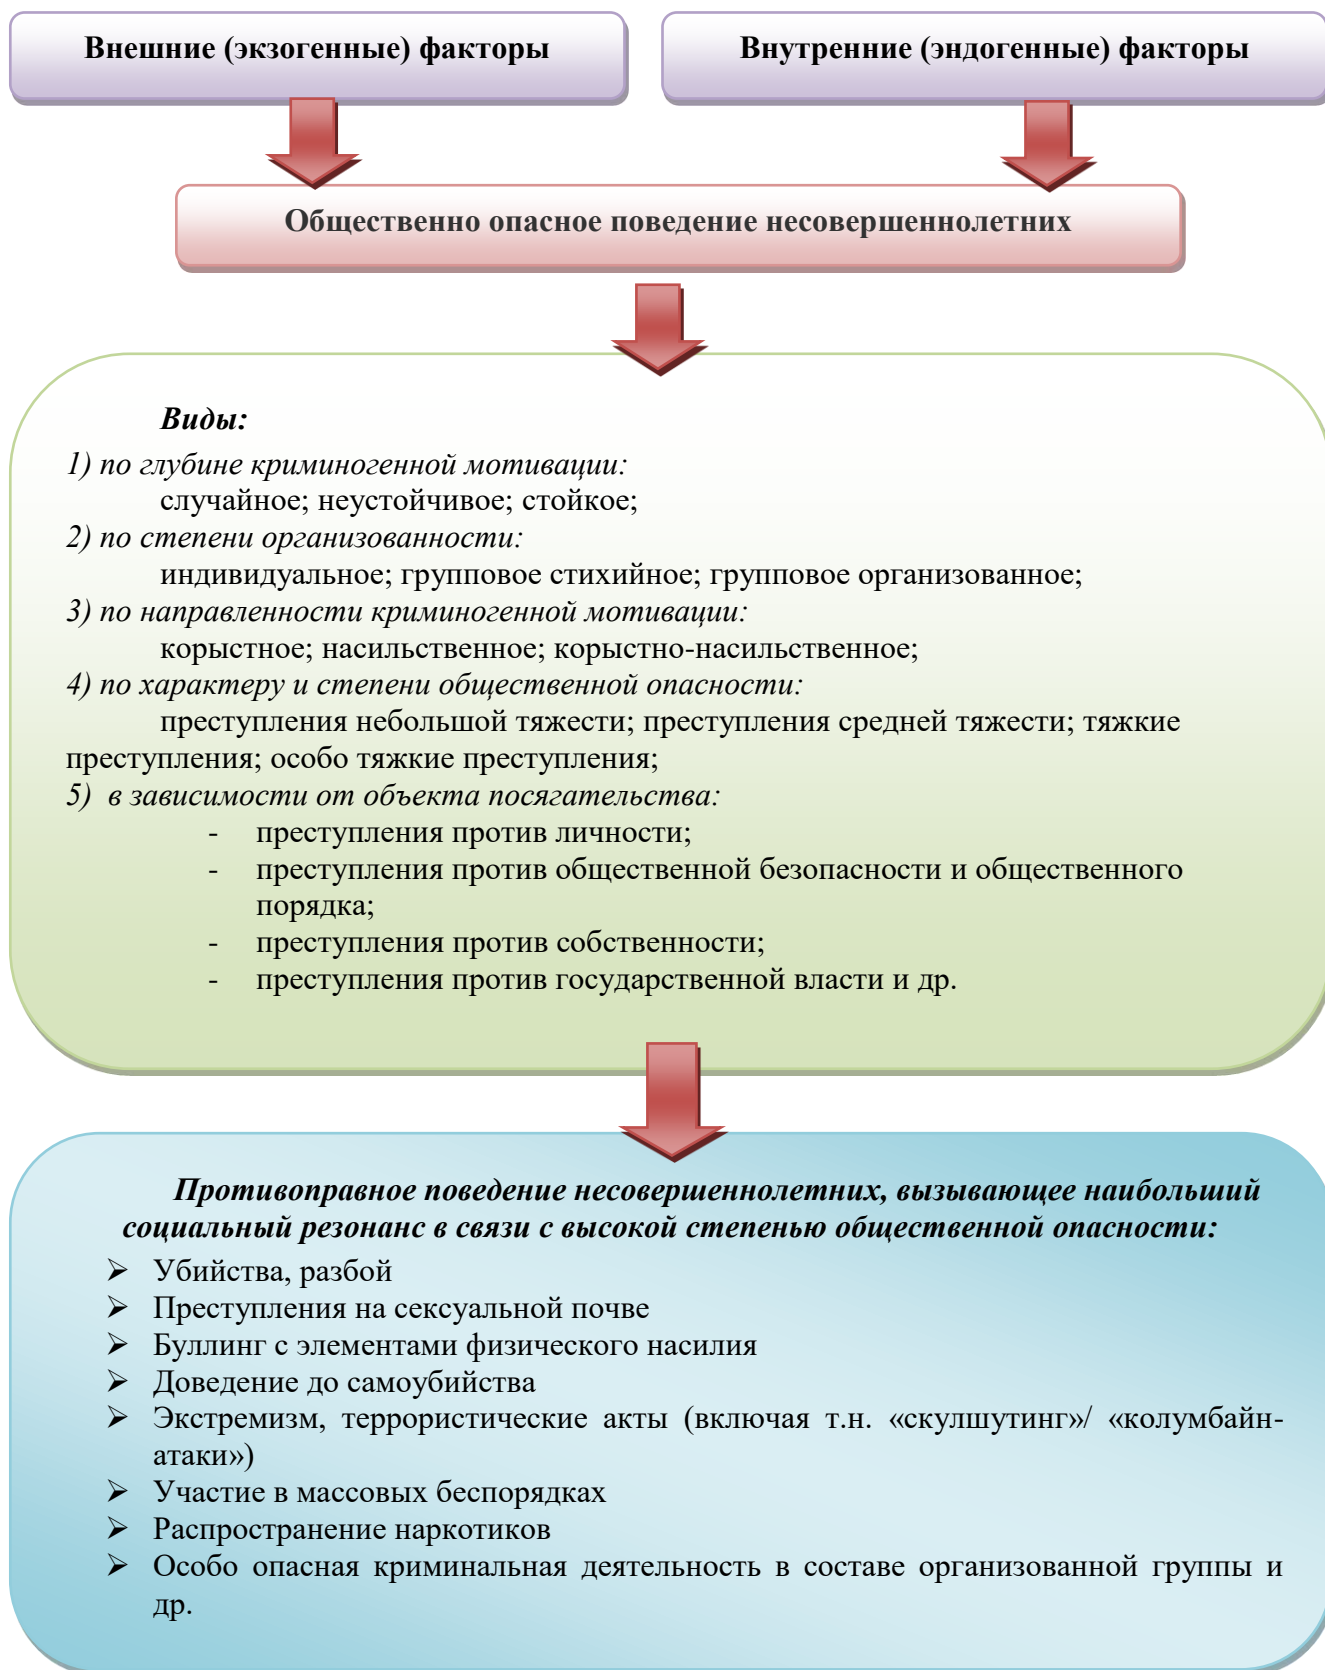 Внешние (экзогенные) факторы
Внутренние (эндогенные) факторы
Общественно опасное поведение несовершеннолетних
Виды:
1) по глубине криминогенной мотивации:
случайное; неустойчивое; стойкое;
2) по степени организованности:
индивидуальное; групповое стихийное; групповое организованное;
3) по направленности криминогенной мотивации:
корыстное; насильственное; корыстно-насильственное;
4) по характеру и степени общественной опасности:
преступления небольшой тяжести; преступления средней тяжести; тяжкие
преступления; особо тяжкие преступления;
5) в зависимости от объекта посягательства:
- преступления против личности;
- преступления против общественной безопасности и общественного
порядка;
- преступления против собственности;
- преступления против государственной власти и др.
Противоправное поведение несовершеннолетних, вызывающее наибольший
социальный резонанс в связи с высокой степенью общественной опасности:
➢ Убийства, разбой
➢ Преступления на сексуальной почве
➢ Буллинг с элементами физического насилия
➢ Доведение до самоубийства
➢ Экстремизм, террористические акты (включая т.н. «скулшутинг»/ «колумбайн-
атаки»)
➢ Участие в массовых беспорядках
➢ Распространение наркотиков
➢ Особо опасная криминальная деятельность в составе организованной группы и
др.